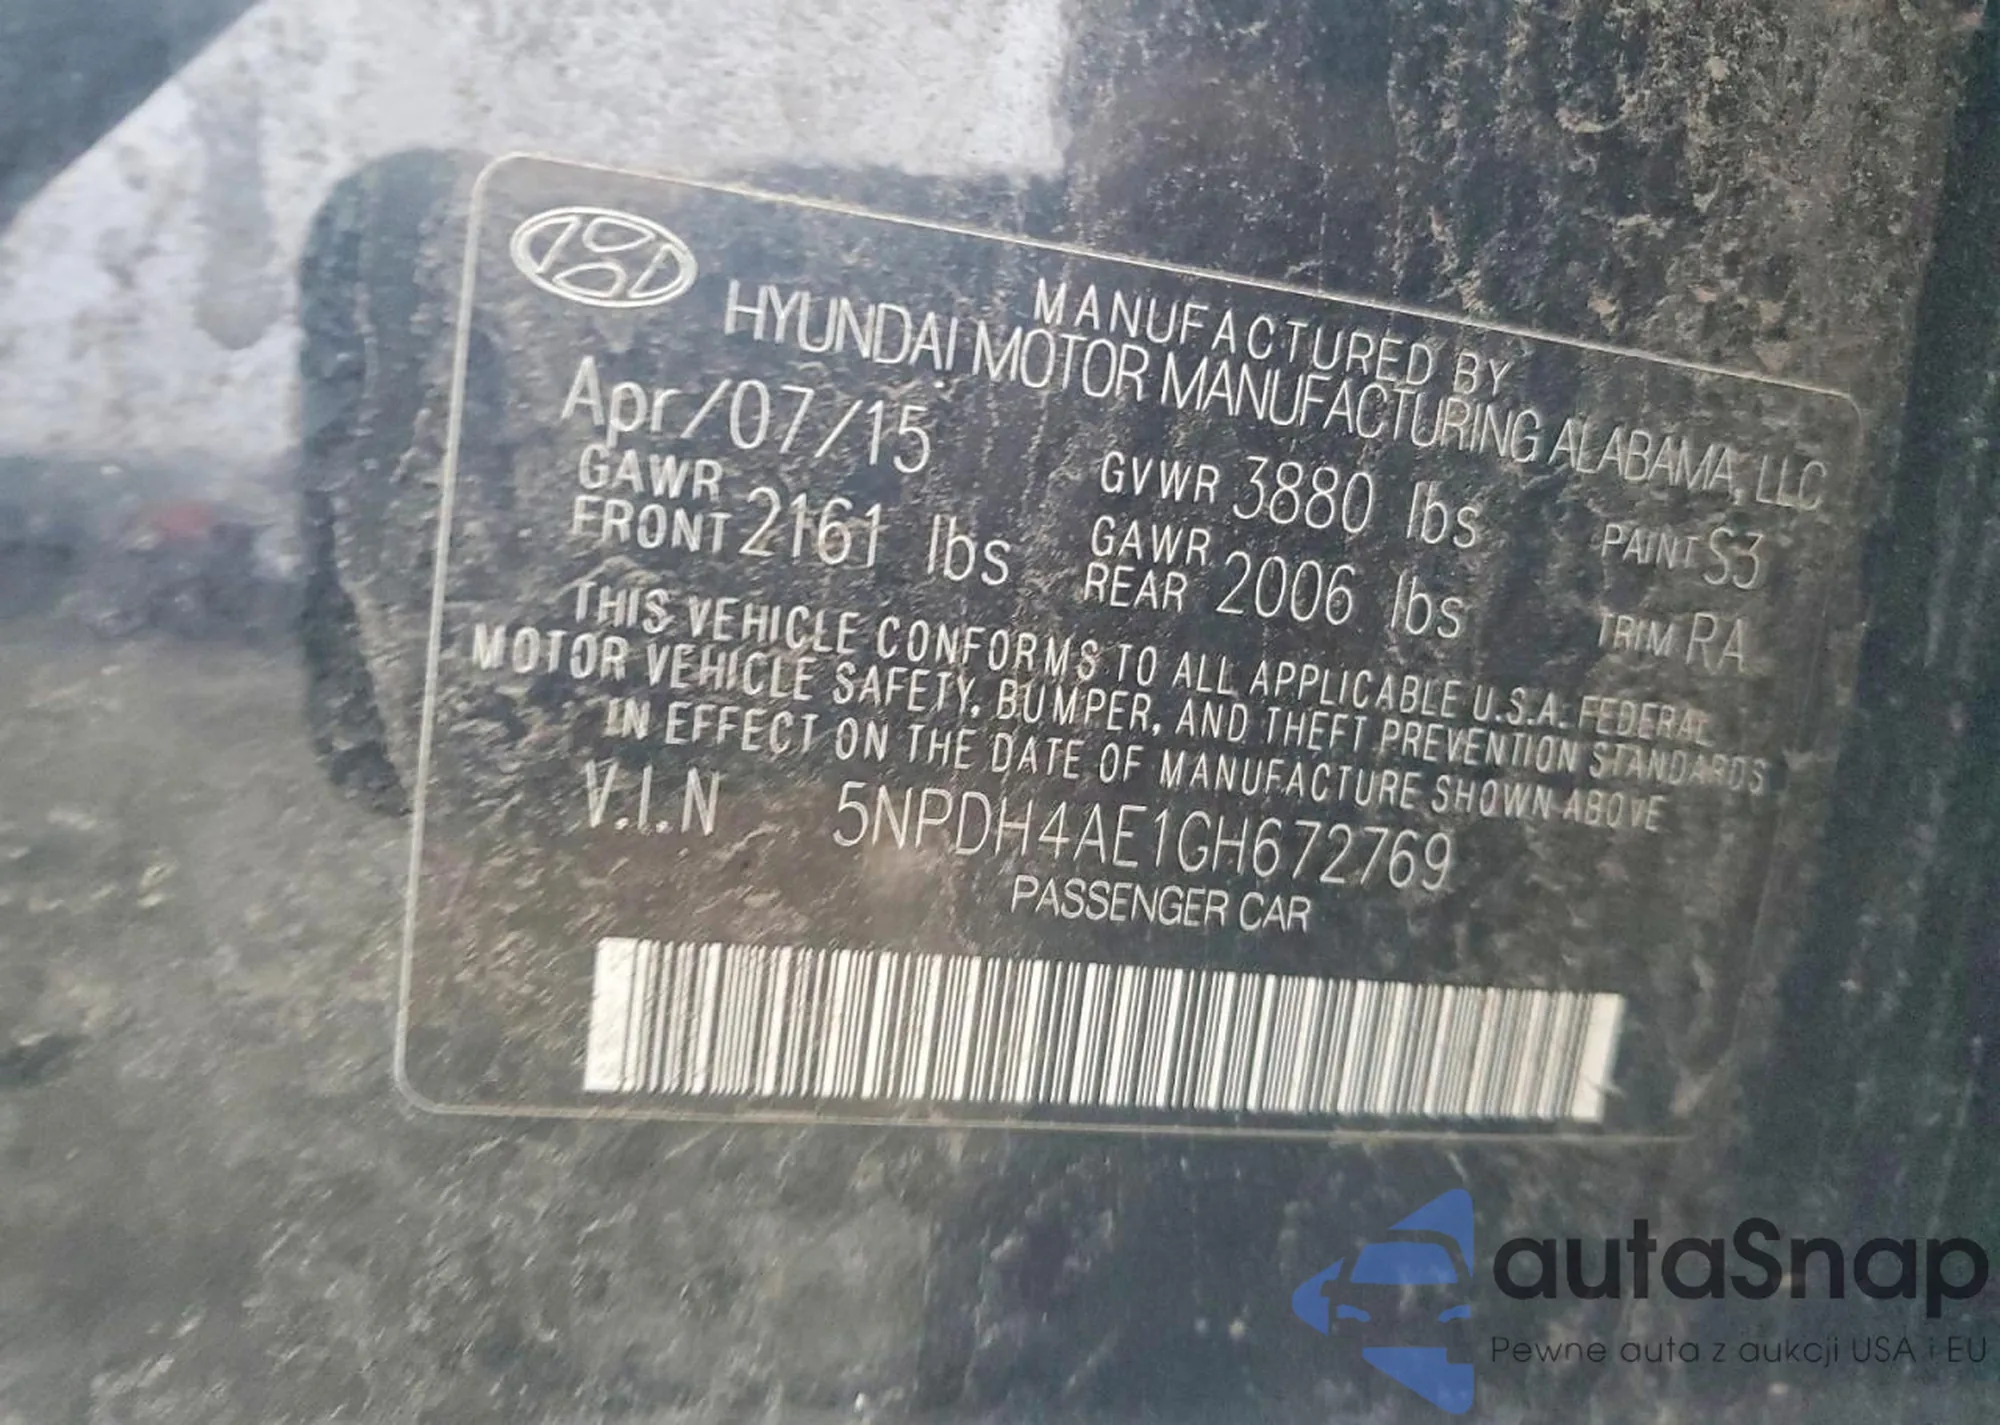 MANUFACTURED BY
HYUNDAI MOTOR MANUFACTURING ALABAMA, LLC
Apr/07/15 GVWR 3880 lbs PAINT S3
GAWR FRONT 2161 lbs GAWR REAR 2006 lbs TRIM RA
THIS VEHICLE CONFORMS TO ALL APPLICABLE U.S.A. FEDERAL
MOTOR VEHICLE SAFETY, BUMPER, AND THEFT PREVENTION STANDARDS
IN EFFECT ON THE DATE OF MANUFACTURE SHOWN ABOVE
V.I.N 5NPDH4AE1GH672769
PASSENGER CAR
autaSnap
Pewne auta z aukcji USA i EU